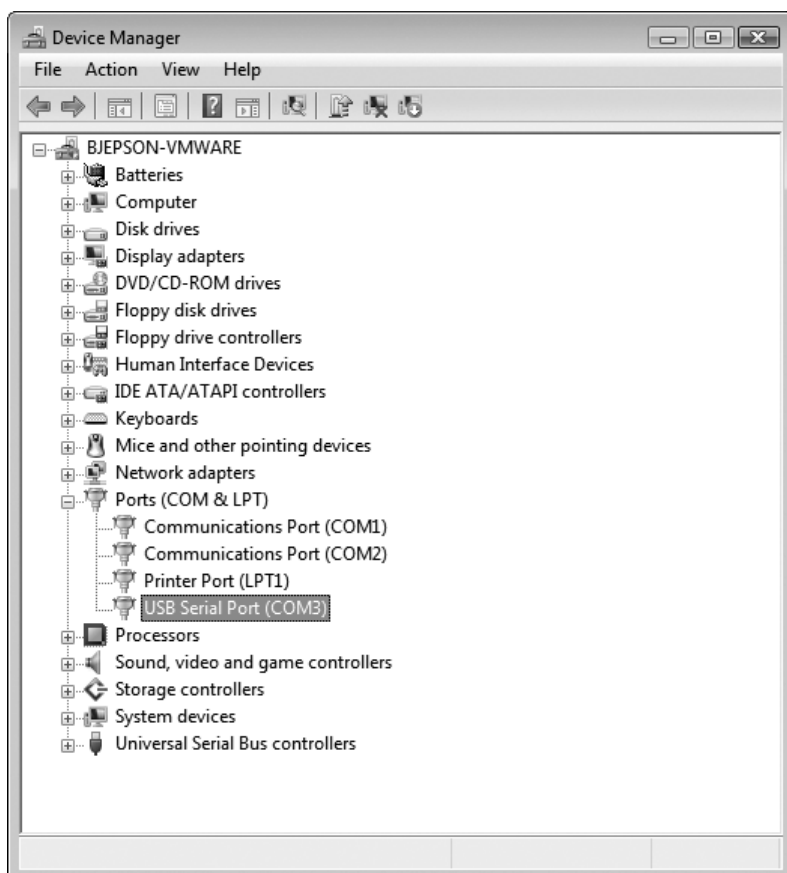 Device Manager
File Action View Help
BJEPSON-VMWARE
Batteries
Computer
Disk drives
Display adapters
DVD/CD-ROM drives
Floppy disk drives
Floppy drive controllers
Human Interface Devices
IDE ATA/ATAPI controllers
Keyboards
Mice and other pointing devices
Network adapters
Ports (COM & LPT)
Communications Port (COM1)
Communications Port (COM2)
Printer Port (LPT1)
USB Serial Port (COM3)
Processors
Sound, video and game controllers
Storage controllers
System devices
Universal Serial Bus controllers